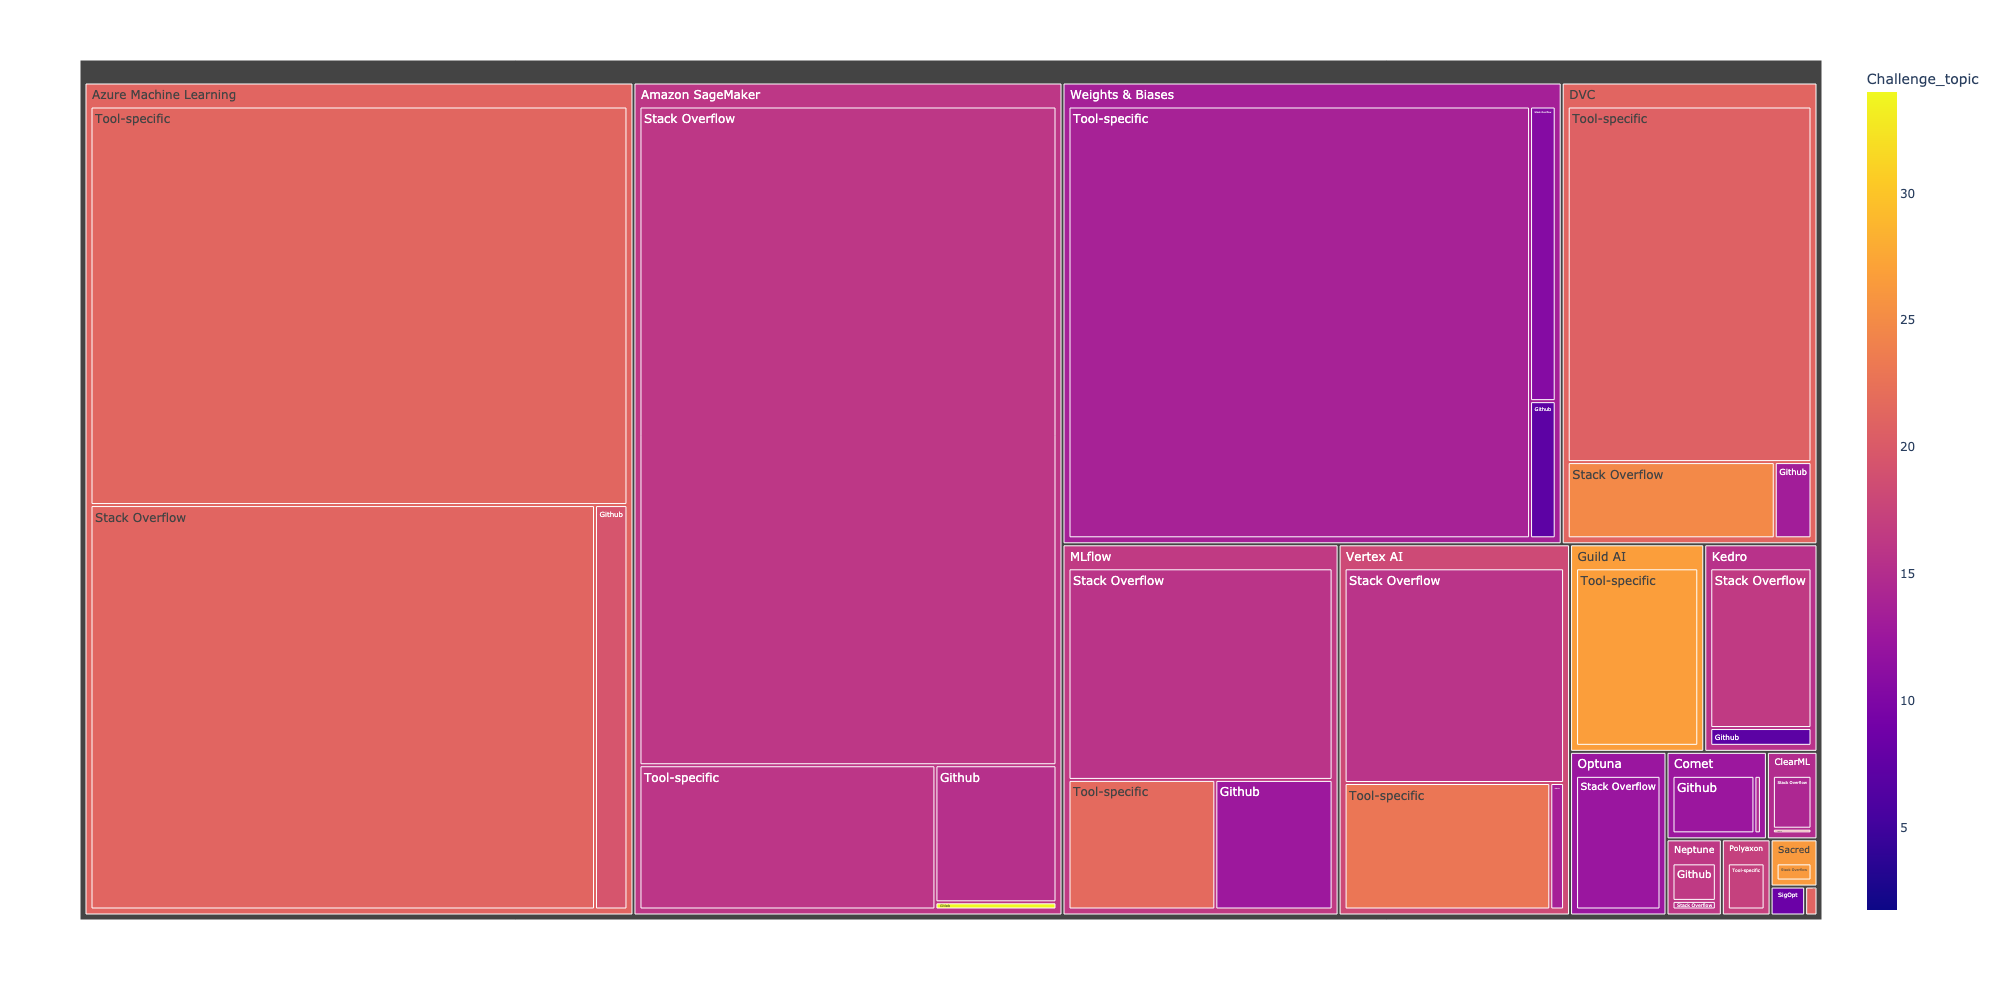 Challenge_topic
Azure Machine Learning
Tool-specific
Stack Overflow
Github
Amazon SageMaker
Stack Overflow
Tool-specific
Github
Weights & Biases
Tool-specific
Github
DVC
Tool-specific
Stack Overflow
Github
MLflow
Stack Overflow
Tool-specific
Github
Vertex AI
Stack Overflow
Tool-specific
Guild AI
Tool-specific
Kedro
Stack Overflow
Github
Optuna
Stack Overflow
Comet
Github
ClearML
Stack Overflow
Neptune
Github
Stack Overflow
Polyaxon
Tool-specific
Sacred
Stack Overflow
SigOpt
30
25
20
15
10
5